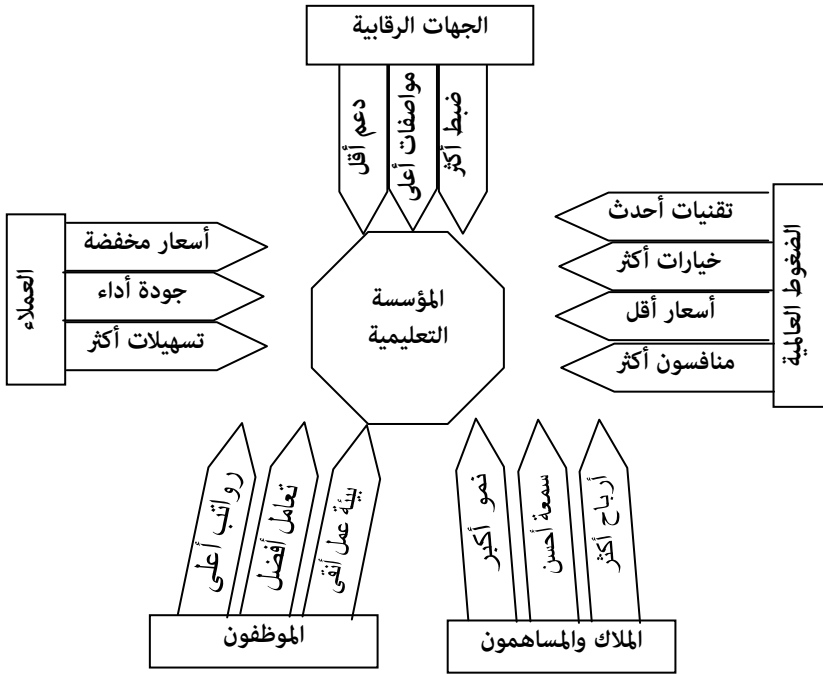 الجهات الرقابية
ضبط أكثر
مواصفات أعلى
دعم أقل
الضغوط العالمية
تقنيات أحدث
خيارات أكثر
أسعار أقل
منافسون أكثر
المؤسسة
التعليمية
العملاء
أسعار مخفضة
جودة أداء
تسهيلات أكثر
أرباح أكثر
سمعة أحسن
نمو أكبر
الملاك والمساهمون
بيئة عمل أنقى
تعامل أفضل
رواتب أعلى
الموظفون